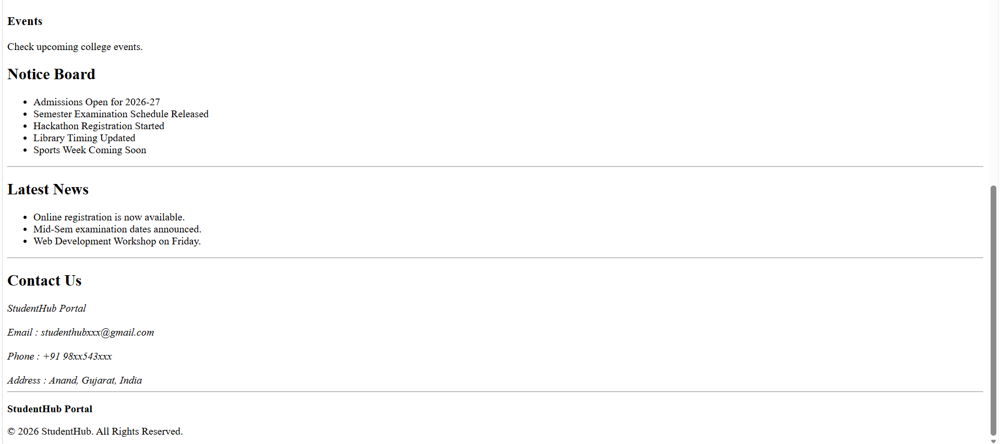 Events
Check upcoming college events.
Notice Board
Admissions Open for 2026-27
Semester Examination Schedule Released
Hackathon Registration Started
Library Timing Updated
Sports Week Coming Soon
Latest News
Online registration is now available.
Mid-Sem examination dates announced.
Web Development Workshop on Friday.
Contact Us
StudentHub Portal
Email : studenthubxxx@gmail.com
Phone : +91 98xx543xxx
Address : Anand, Gujarat, India
StudentHub Portal
© 2026 StudentHub. All Rights Reserved.